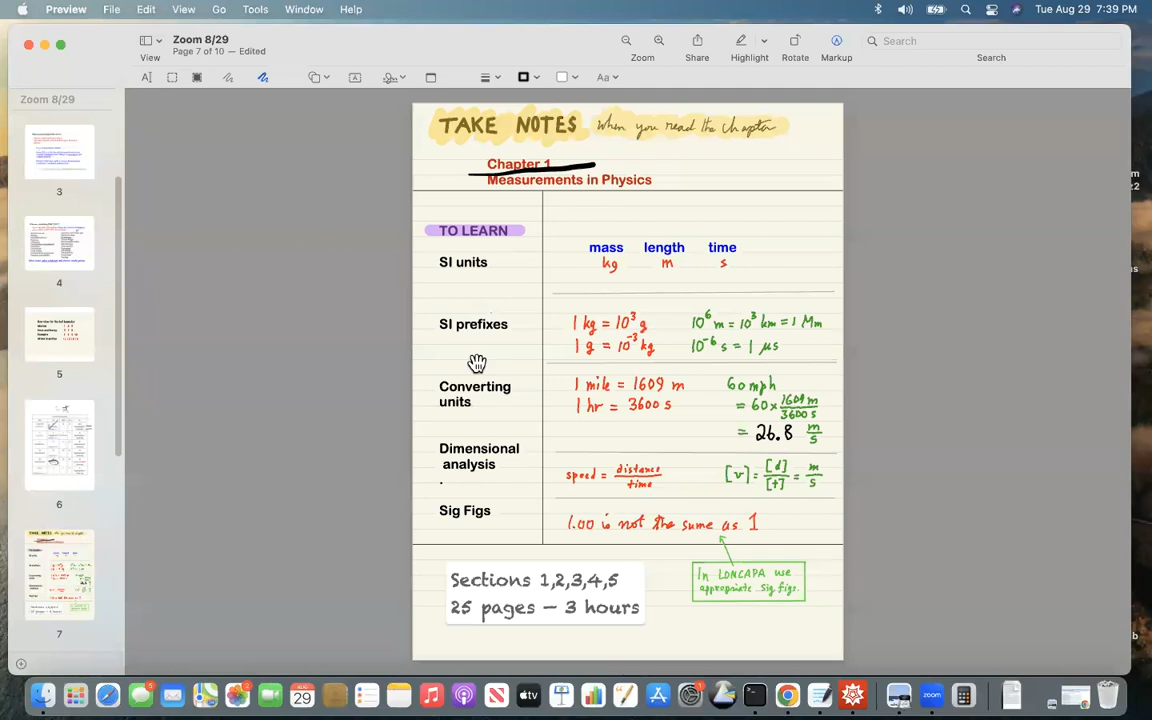 Preview File Edit View Go Tools Window Help Tue Aug 29 7:39 PM
Zoom 8/29
Page 7 of 10 — Edited
View Zoom Share Highlight Rotate Markup Search
Search
Aa
Zoom 8/29
3
4
5
6
7
TAKE NOTES when you read the chapter
Chapter 1
Measurements in Physics
TO LEARN
mass length time
SI units kg m s
SI prefixes 1 kg = 10³ g 10⁶ m = 10³ km = 1 Mm
1 g = 10⁻³ kg 10⁻⁶ s = 1 μs
Converting 1 mile = 1609 m 60 mph
units 1 hr = 3600 s = 60 × 1609 m / 3600 s
= 26.8 m/s
Dimensional
analysis speed = distance/time [v] = [d]/[t] = m/s
.
Sig Figs
1.00 is not the same as 1
In LONCAPA use
appropriate sig figs.
Sections 1,2,3,4,5
25 pages – 3 hours